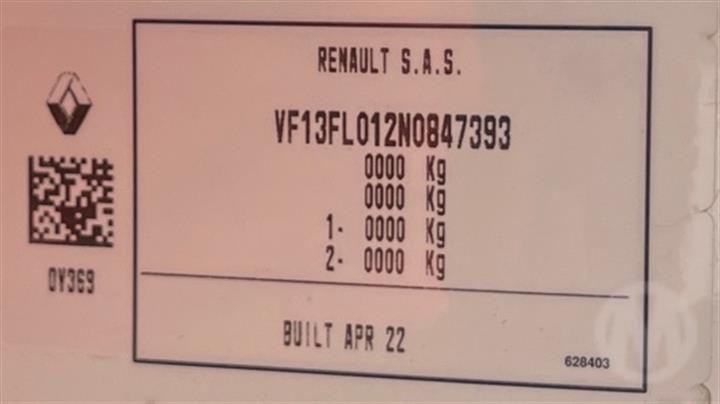 RENAULT S.A.S.
VF13FL012N0847393
0000 Kg
0000 Kg
1- 0000 Kg
2- 0000 Kg
0V369
BUILT APR 22
628403